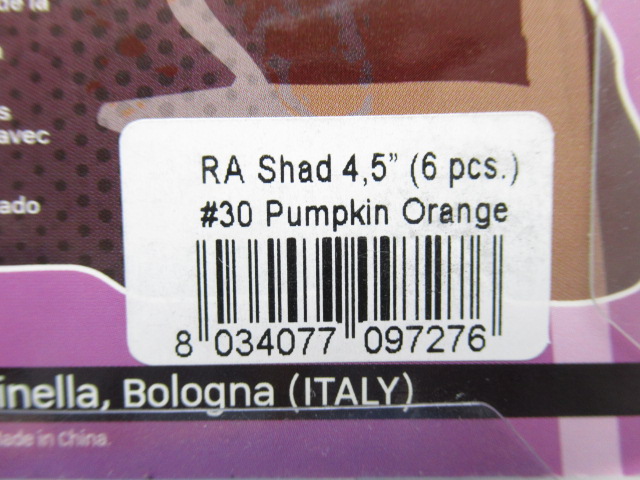 de la
avec
ado
RA Shad 4,5" (6 pcs.)
#30 Pumpkin Orange
8 034077 097276
inella, Bologna (ITALY)
Made in China.